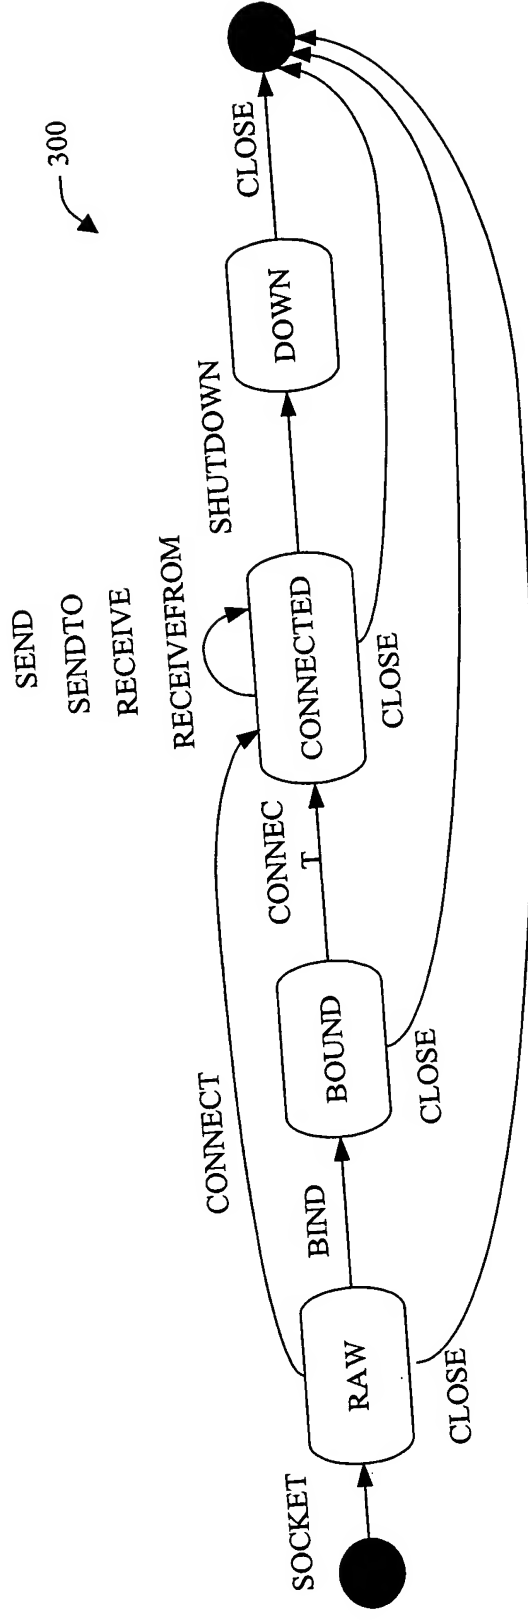 300
SEND
SENDTO
RECEIVE
RECEIVEFROM
SOCKET
RAW
CLOSE
BIND
CONNECT
BOUND
CLOSE
CONNEC
T
CONNECTED
CLOSE
SHUTDOWN
DOWN
CLOSE